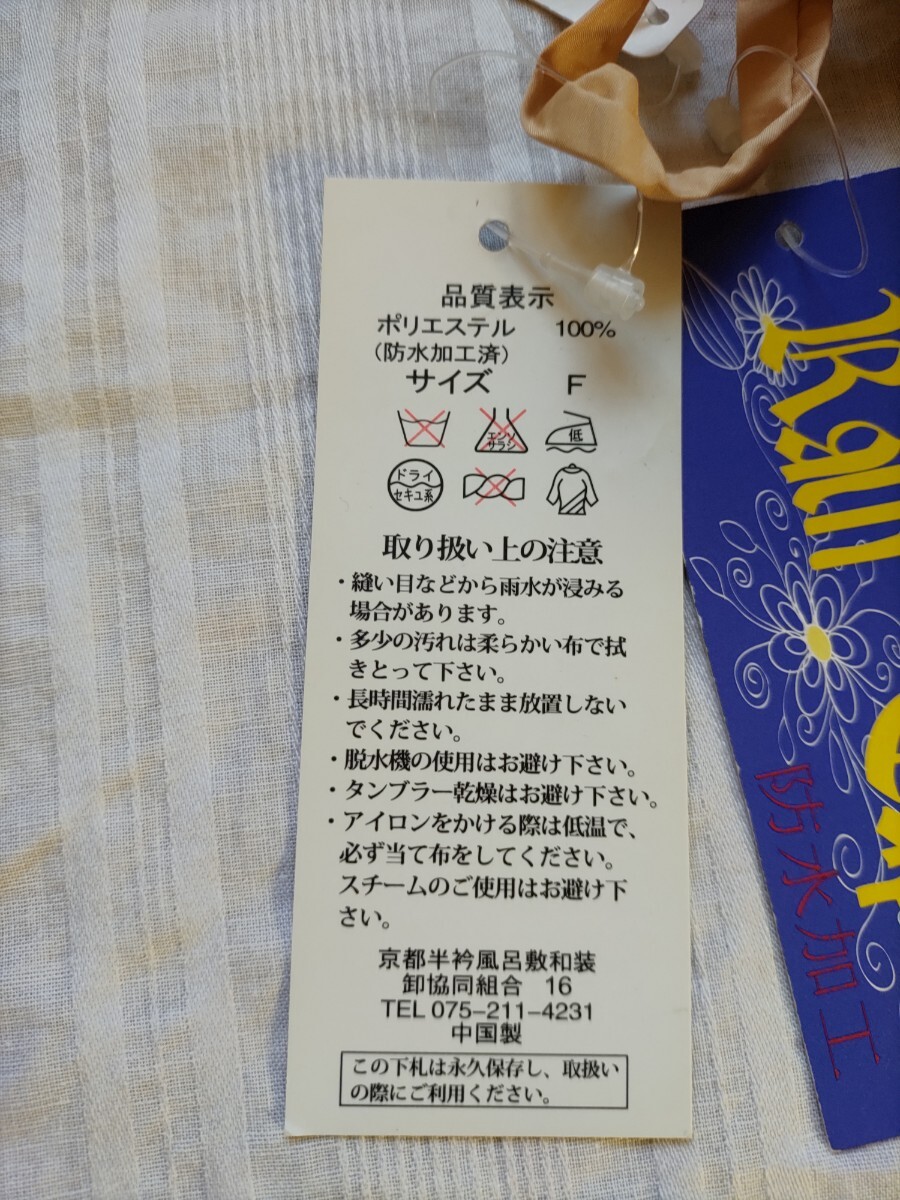 品質表示
ポリエステル 100%
(防水加工済)
サイズ F
エンソ
サラシ
低
ドライ
セキユ系
取り扱い上の注意
・縫い目などから雨水が浸みる
場合があります。
・多少の汚れは柔らかい布で拭
きとって下さい。
・長時間濡れたまま放置しない
でください。
・脱水機の使用はお避け下さい。
・タンブラー乾燥はお避け下さい。
・アイロンをかける際は低温で、
必ず当て布をしてください。
スチームのご使用はお避け下
さい。
京都半衿風呂敷和装
卸協同組合 16
TEL 075-211-4231
中国製
この下札は永久保存し、取扱い
の際にご利用ください。
Rain
防水加工